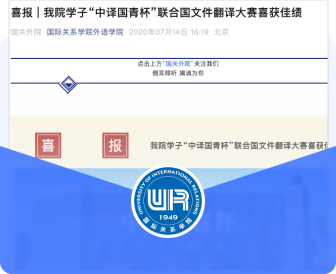 喜报 | 我院学子“中译国青杯”联合国文件翻译大赛喜获佳绩
国关外院 国际关系学院外语学院 2020年07月14日 16:19 北京
点击上方“国关外院”关注我们
侧耳倾听 竭诚为你
喜 报
我院学子“中译国青杯”联合国文件翻译大赛喜获佳
UNIVERSITY OF INTERNATIONAL RELATIONS
UIR
1949
国际关系学院